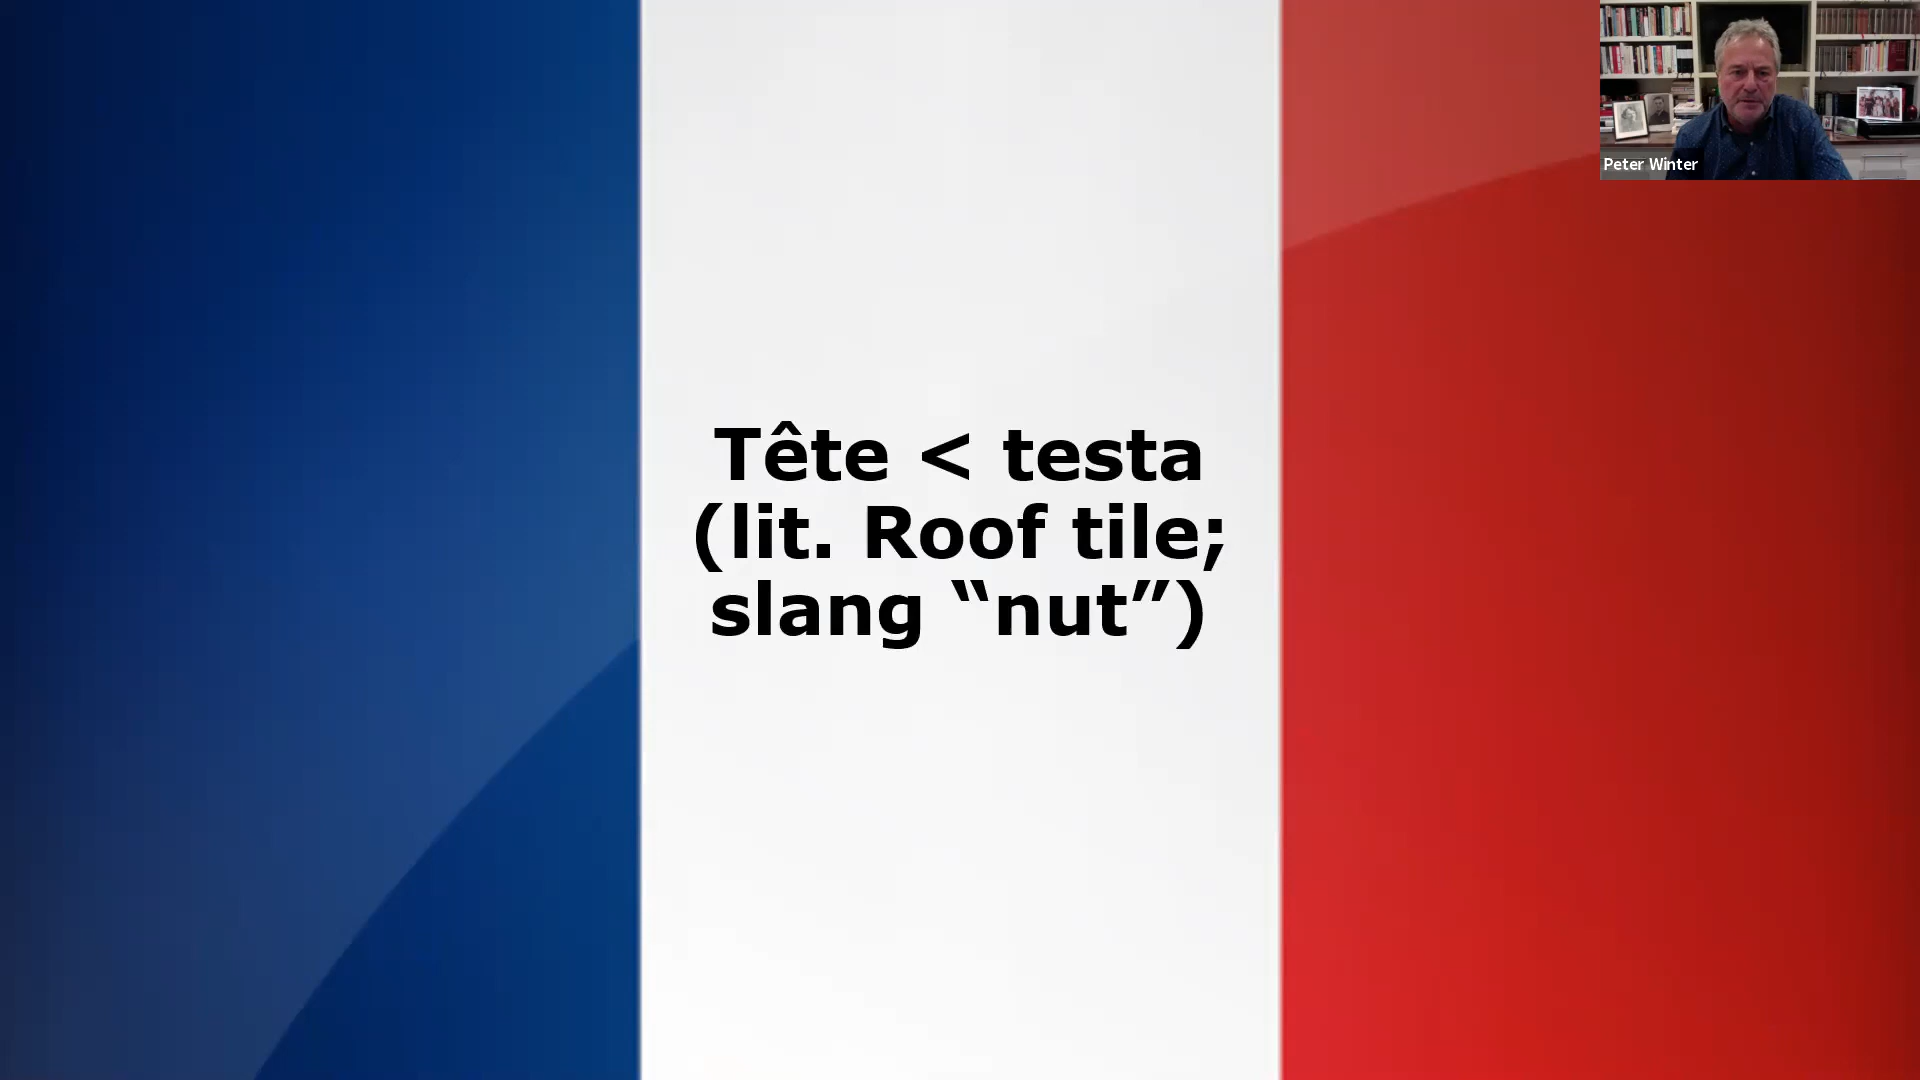 Tête < testa
(lit. Roof tile;
slang “nut”)
Peter Winter